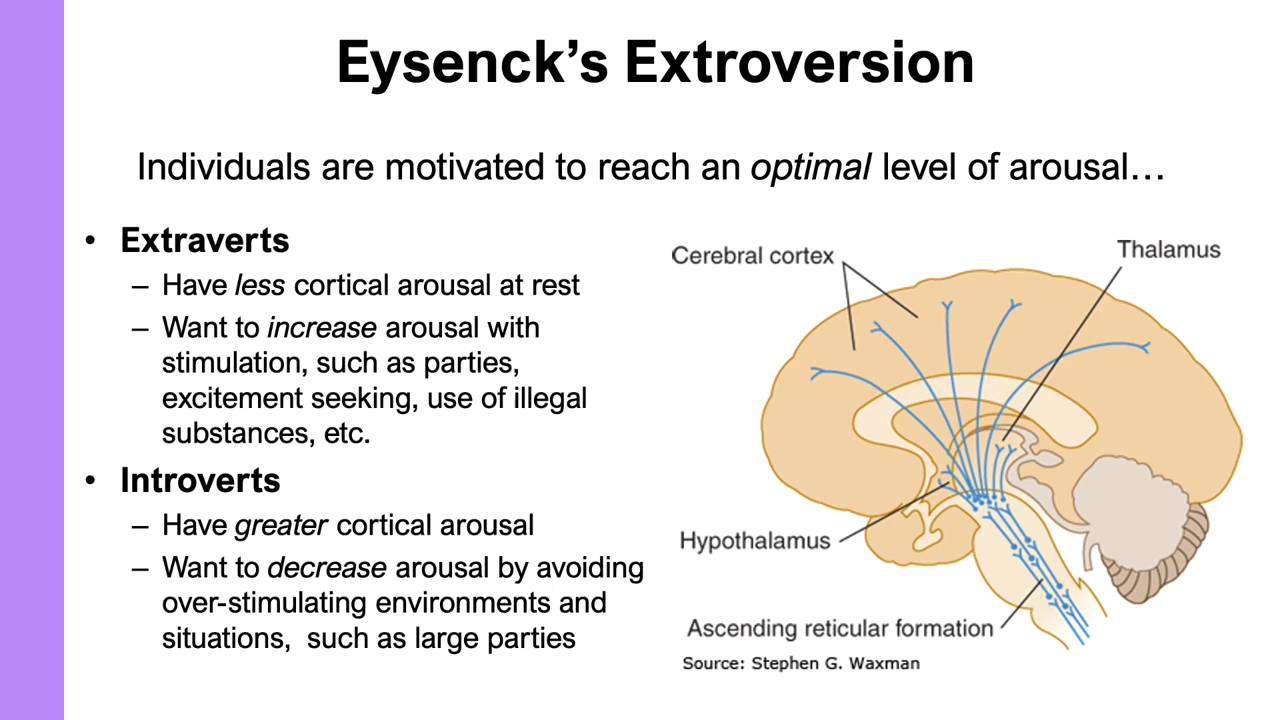 Eysenck’s Extroversion
Individuals are motivated to reach an optimal level of arousal…
• Extraverts
– Have less cortical arousal at rest
– Want to increase arousal with
stimulation, such as parties,
excitement seeking, use of illegal
substances, etc.
• Introverts
– Have greater cortical arousal
– Want to decrease arousal by avoiding
over-stimulating environments and
situations,  such as large parties
Cerebral cortex
Thalamus
Hypothalamus
Ascending reticular formation
Source: Stephen G. Waxman